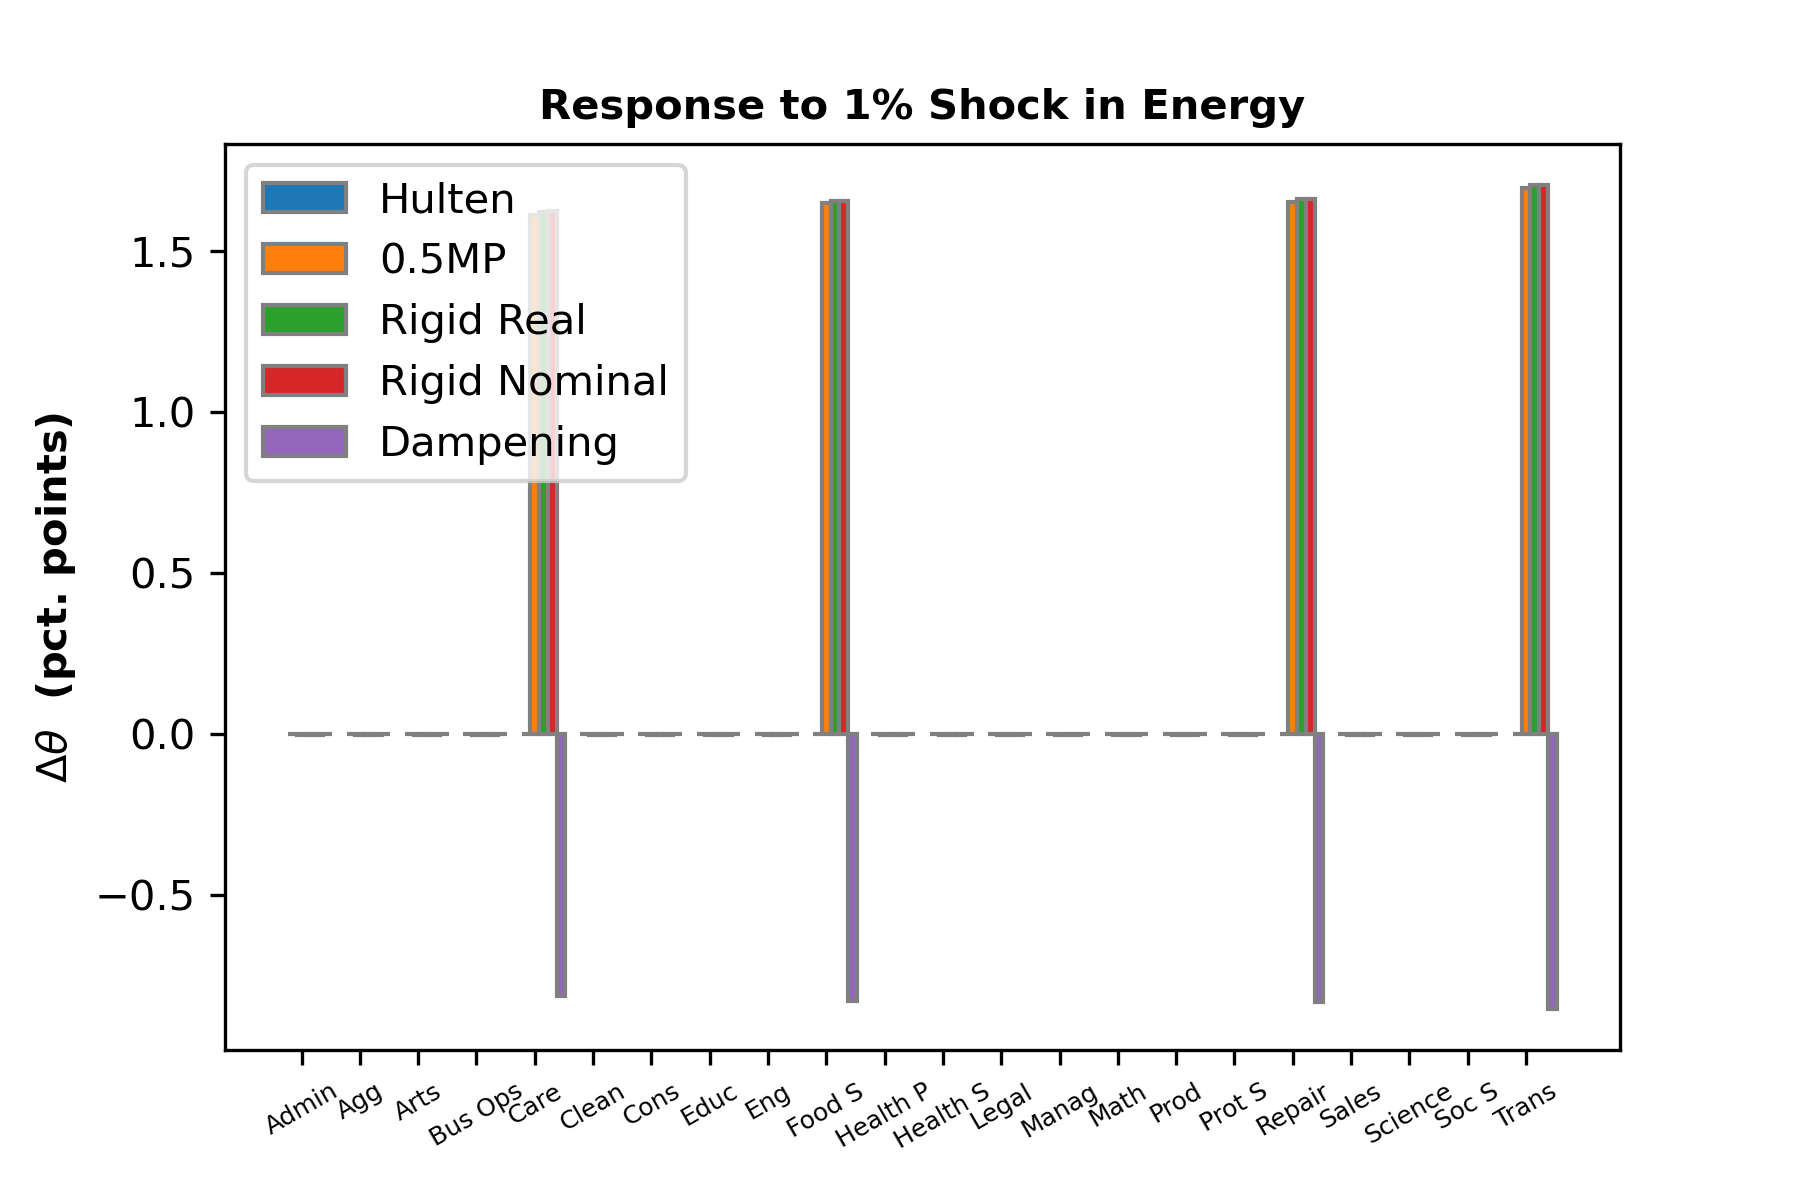 Response to 1% Shock in Energy
Hulten
0.5MP
Rigid Real
Rigid Nominal
Dampening
Δθ (pct. points)
1.5
1.0
0.5
0.0
−0.5
Admin
Agg
Arts
Bus Ops
Care
Clean
Cons
Educ
Eng
Food S
Health P
Health S
Legal
Manag
Math
Prod
Prot S
Repair
Sales
Science
Soc S
Trans